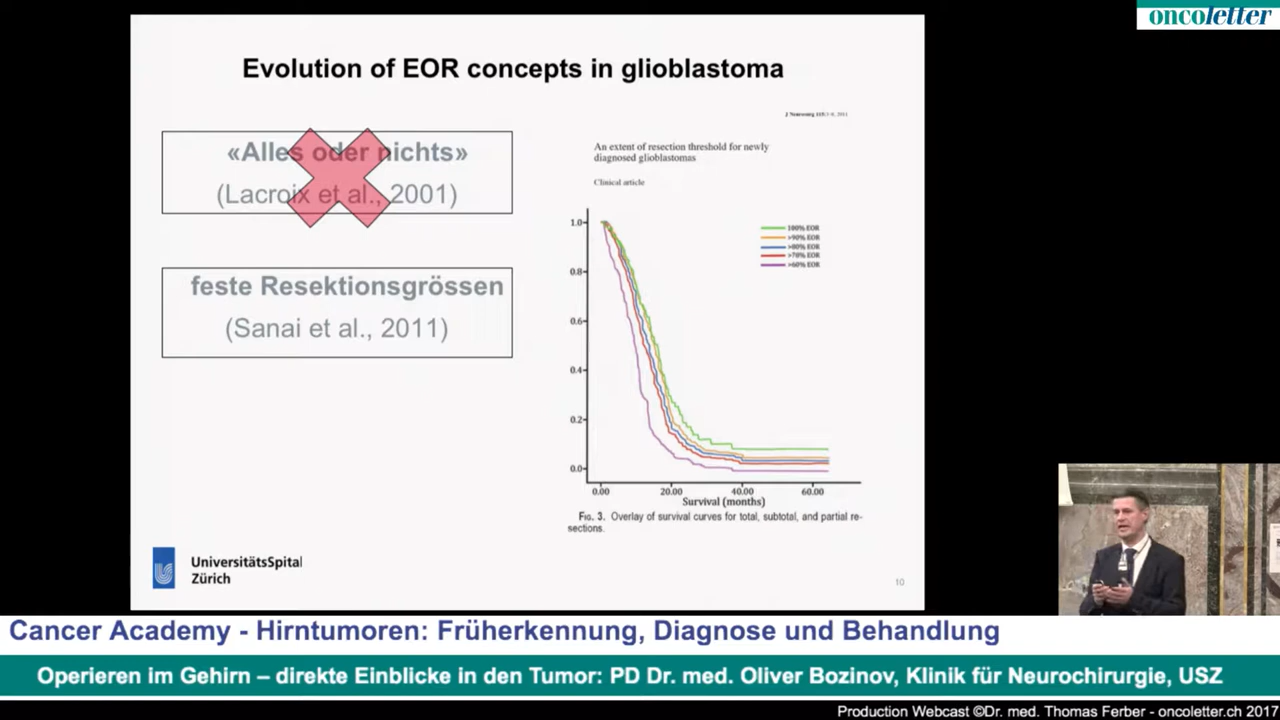 oncoletter
Evolution of EOR concepts in glioblastoma
«Alles oder nichts»
(Lacroix et al., 2001)
feste Resektionsgrössen
(Sanai et al., 2011)
An extent of resection threshold for newly
diagnosed glioblastomas
Clinical article
1.0
0.8
0.6
0.4
0.2
0.0
100% EOR
>90% EOR
>80% EOR
>70% EOR
>60% EOR
0.00 20.00 40.00 60.00
Survival (months)
FIG. 3. Overlay of survival curves for total, subtotal, and partial re-
sections.
UniversitätsSpital
Zürich
10
Cancer Academy - Hirntumoren: Früherkennung, Diagnose und Behandlung
Operieren im Gehirn – direkte Einblicke in den Tumor: PD Dr. med. Oliver Bozinov, Klinik für Neurochirurgie, USZ
Production Webcast ©Dr. med. Thomas Ferber - oncoletter.ch 2017